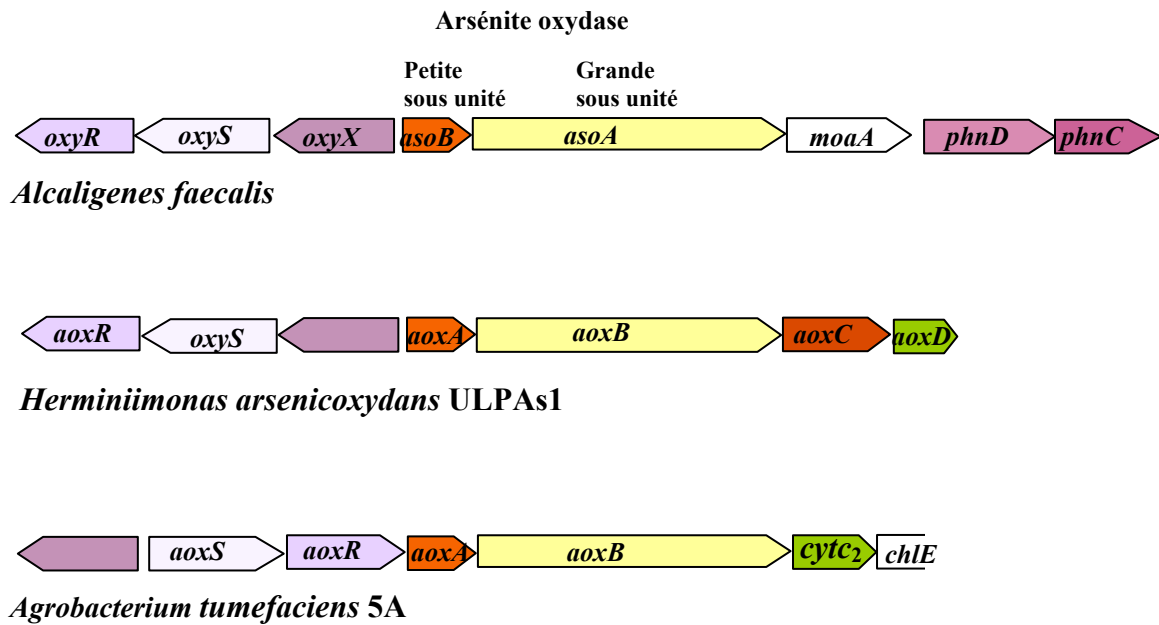 Arsénite oxydase
Petite sous unité
Grande sous unité
oxyR oxyS oxyX asoB asoA moaA phnD phnC
Alcaligenes faecalis
aoxR oxyS aoxA aoxB aoxC aoxD
Herminiimonas arsenicoxydans ULPAs1
aoxS aoxR aoxA aoxB cytc₂ chlE
Agrobacterium tumefaciens 5A